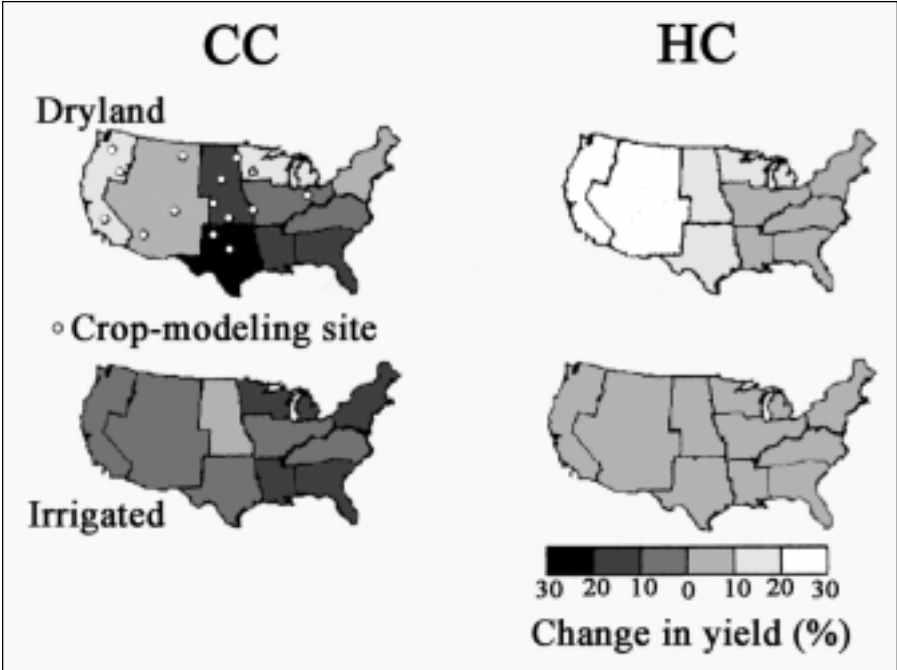 CC
HC
Dryland
Crop-modeling site
Irrigated
30 20 10 0 10 20 30
Change in yield (%)